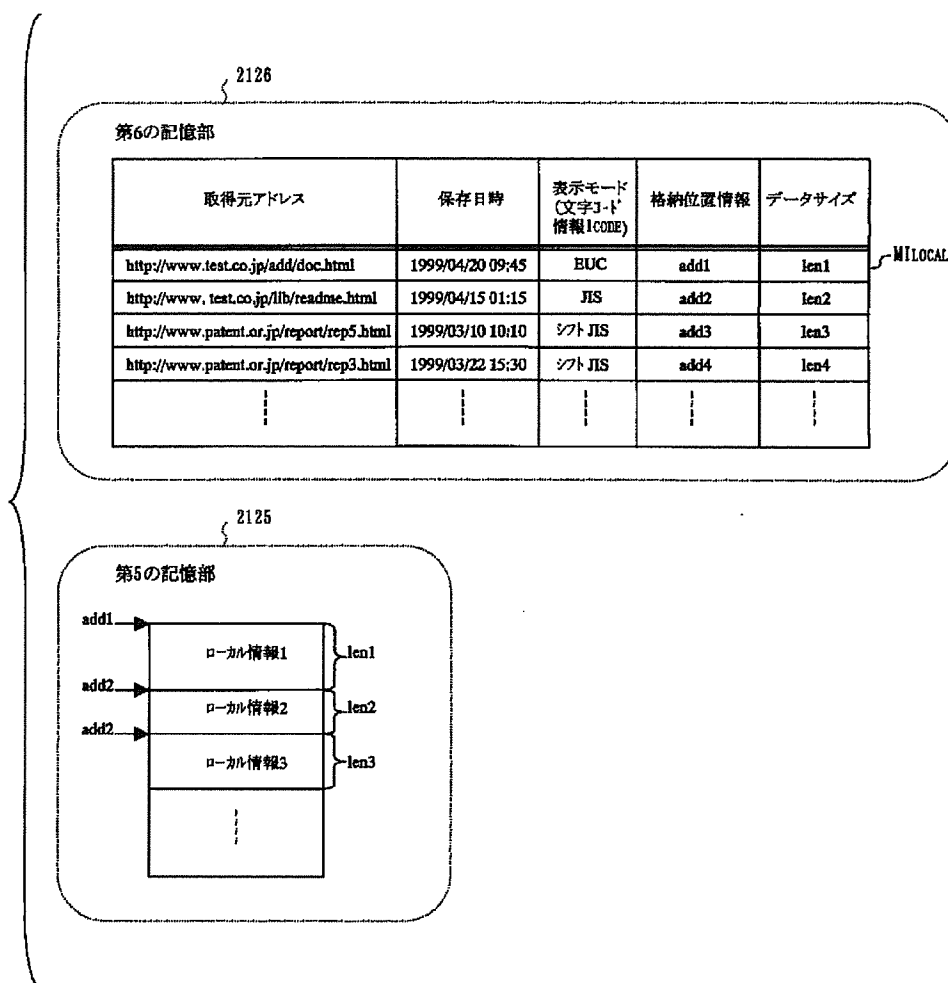 2126
第6の記憶部
取得元アドレス 保存日時 表示モード 格納位置情報 データサイズ
(文字コード
情報ICODE)
http://www.test.co.jp/add/doc.html 1999/04/20 09:45 EUC add1 len1
MILOCAL
http://www.test.co.jp/lib/readme.html 1999/04/15 01:15 JIS add2 len2
http://www.patent.or.jp/report/rep5.html 1999/03/10 10:10 シフトJIS add3 len3
http://www.patent.or.jp/report/rep3.html 1999/03/22 15:30 シフトJIS add4 len4
2125
第5の記憶部
add1
ローカル情報1 len1
add2
ローカル情報2 len2
add2
ローカル情報3 len3